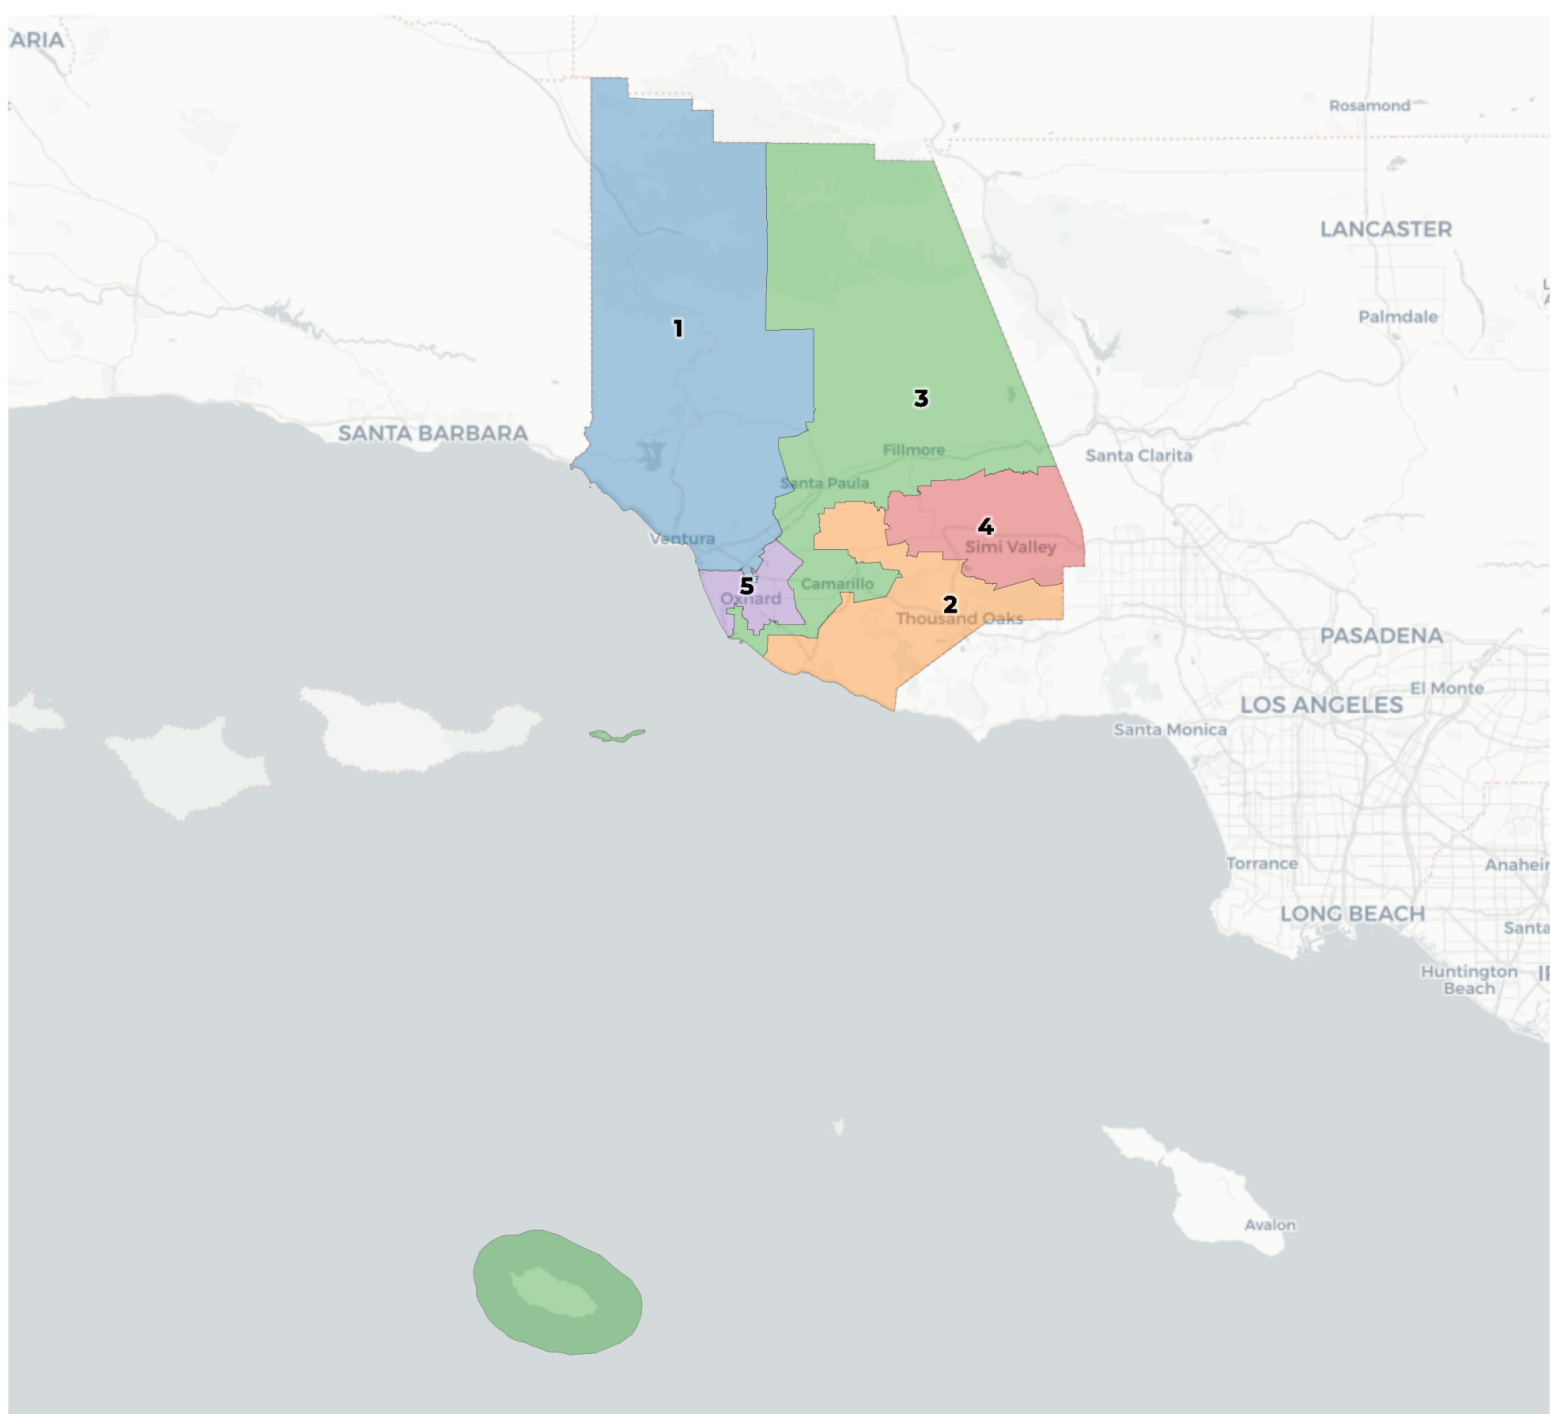 ARIA
Rosamond
LANCASTER
Palmdale
1
3
SANTA BARBARA
Fillmore
Santa Clarita
Santa Paula
4
Ventura
Simi Valley
5
Camarillo
Oxnard
2
Thousand Oaks
PASADENA
El Monte
LOS ANGELES
Santa Monica
Torrance
Anahei
LONG BEACH
Santa
Huntington
Beach
Avalon